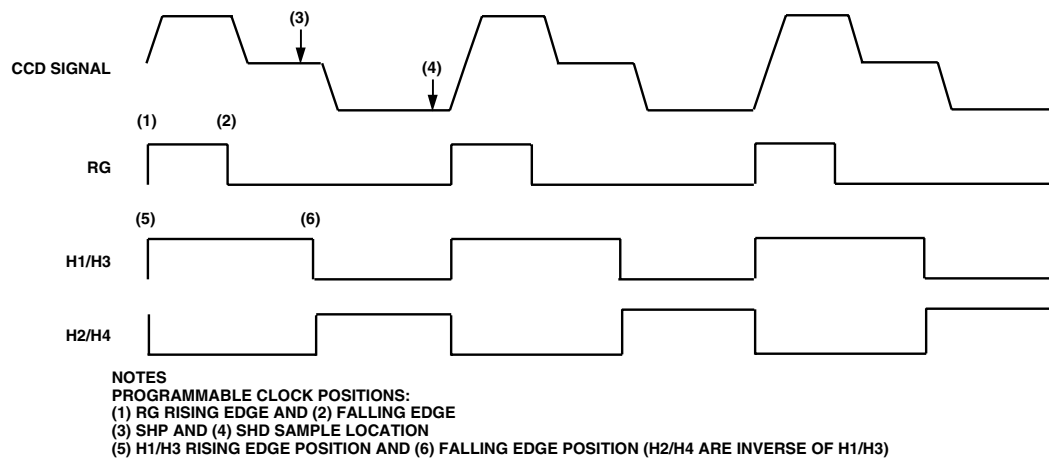 (3)
(4)
CCD SIGNAL
(1) (2)
RG
(5) (6)
H1/H3
H2/H4
NOTES
PROGRAMMABLE CLOCK POSITIONS:
(1) RG RISING EDGE AND (2) FALLING EDGE
(3) SHP AND (4) SHD SAMPLE LOCATION
(5) H1/H3 RISING EDGE POSITION AND (6) FALLING EDGE POSITION (H2/H4 ARE INVERSE OF H1/H3)